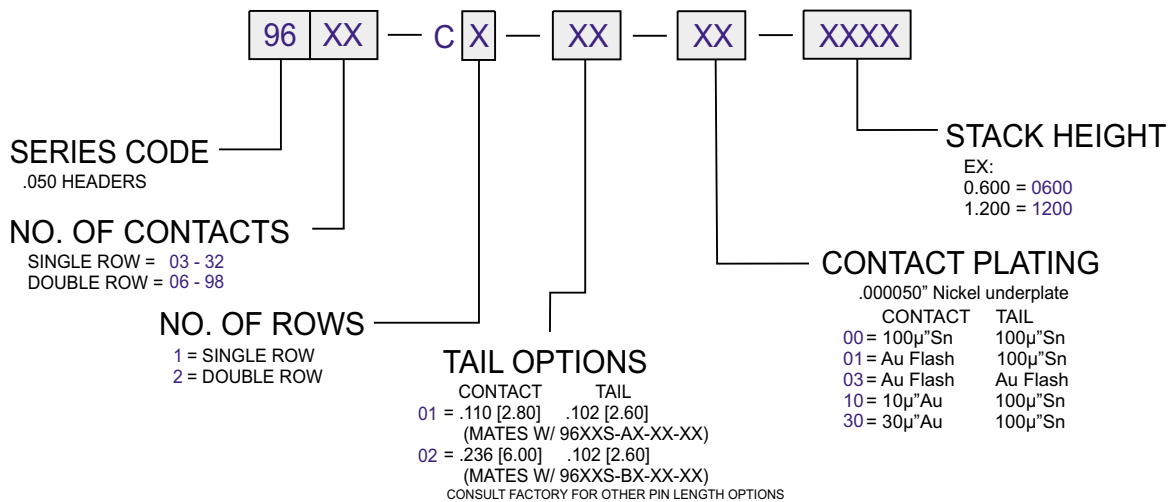 96 XX — C X — XX — XX — XXXX
SERIES CODE
.050 HEADERS
NO. OF CONTACTS
SINGLE ROW = 03 - 32
DOUBLE ROW = 06 - 98
NO. OF ROWS
1 = SINGLE ROW
2 = DOUBLE ROW
TAIL OPTIONS
CONTACT TAIL
01 = .110 [2.80] .102 [2.60]
(MATES W/ 96XXS-AX-XX-XX)
02 = .236 [6.00] .102 [2.60]
(MATES W/ 96XXS-BX-XX-XX)
CONSULT FACTORY FOR OTHER PIN LENGTH OPTIONS
CONTACT PLATING
.000050” Nickel underplate
CONTACT TAIL
00 = 100µ”Sn 100µ”Sn
01 = Au Flash 100µ”Sn
03 = Au Flash Au Flash
10 = 10µ”Au 100µ”Sn
30 = 30µ”Au 100µ”Sn
STACK HEIGHT
EX:
0.600 = 0600
1.200 = 1200